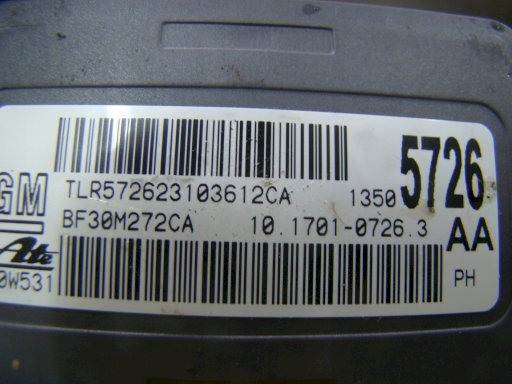 GM
TLR572623103612CA 1350 5726
BF30M272CA 10.1701-0726.3 AA
Ate
0W531 PH